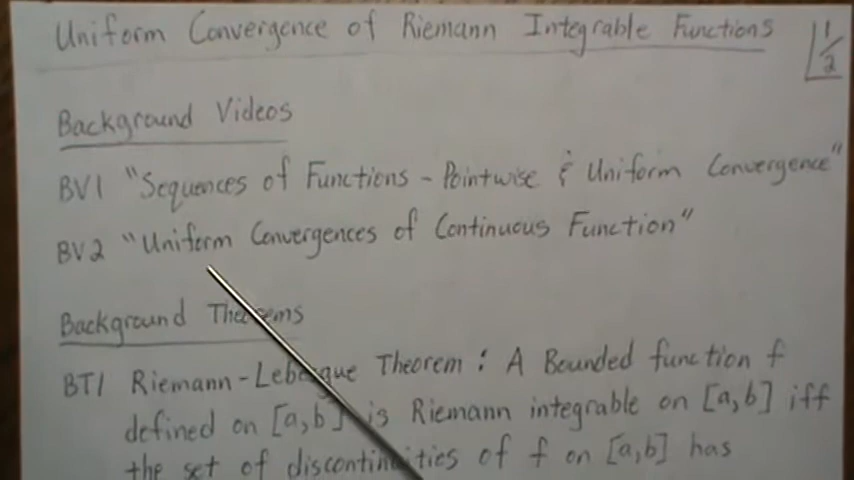 Uniform Convergence of Riemann Integrable Functions
1/2
Background Videos
BV1 "Sequences of Functions - Pointwise & Uniform Convergence"
BV2 "Uniform Convergences of Continuous Function"
Background Theorems
BT1 Riemann-Lebesgue Theorem: A Bounded function f
defined on [a,b] is Riemann integrable on [a,b] iff
the set of discontinuities of f on [a,b] has